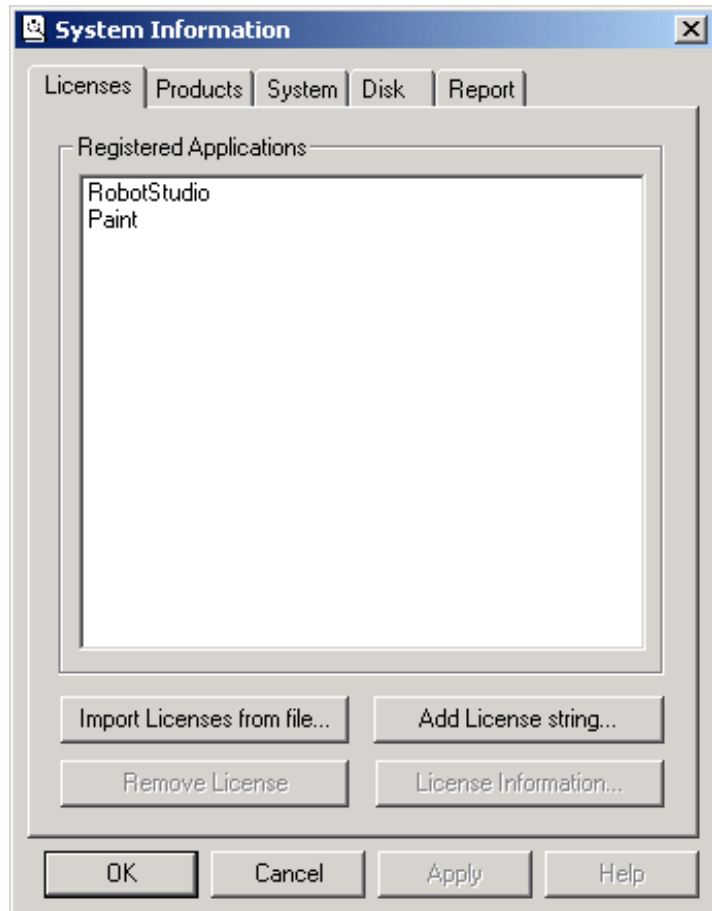 System Information
Licenses Products System Disk Report
Registered Applications
RobotStudio
Paint
Import Licenses from file... Add License string...
Remove License License Information...
OK Cancel Apply Help